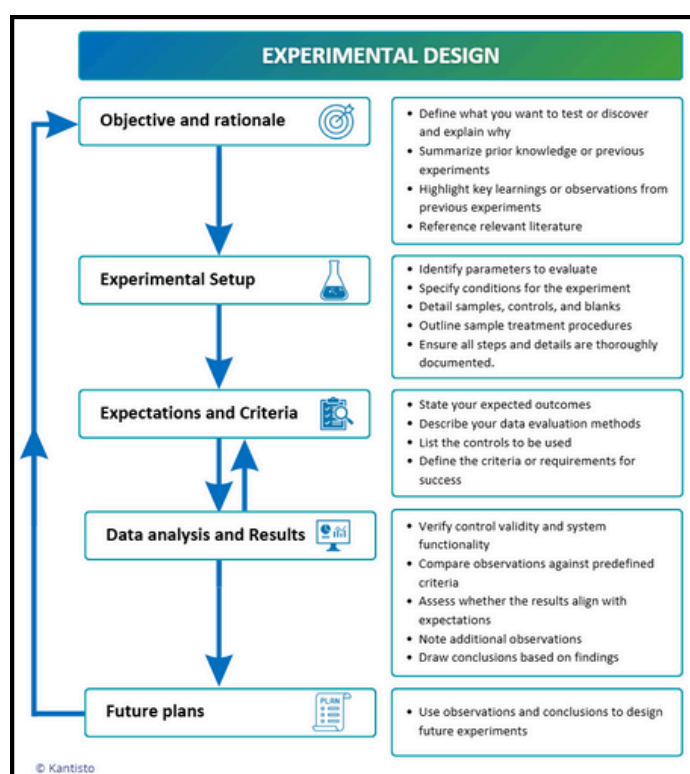 EXPERIMENTAL DESIGN
Objective and rationale
• Define what you want to test or discover
and explain why
• Summarize prior knowledge or previous
experiments
• Highlight key learnings or observations from
previous experiments
• Reference relevant literature
Experimental Setup
• Identify parameters to evaluate
• Specify conditions for the experiment
• Detail samples, controls, and blanks
• Outline sample treatment procedures
• Ensure all steps and details are thoroughly
documented.
Expectations and Criteria
• State your expected outcomes
• Describe your data evaluation methods
• List the controls to be used
• Define the criteria or requirements for
success
Data analysis and Results
• Verify control validity and system
functionality
• Compare observations against predefined
criteria
• Assess whether the results align with
expectations
• Note additional observations
• Draw conclusions based on findings
Future plans
PLAN
• Use observations and conclusions to design
future experiments
© Kantisto